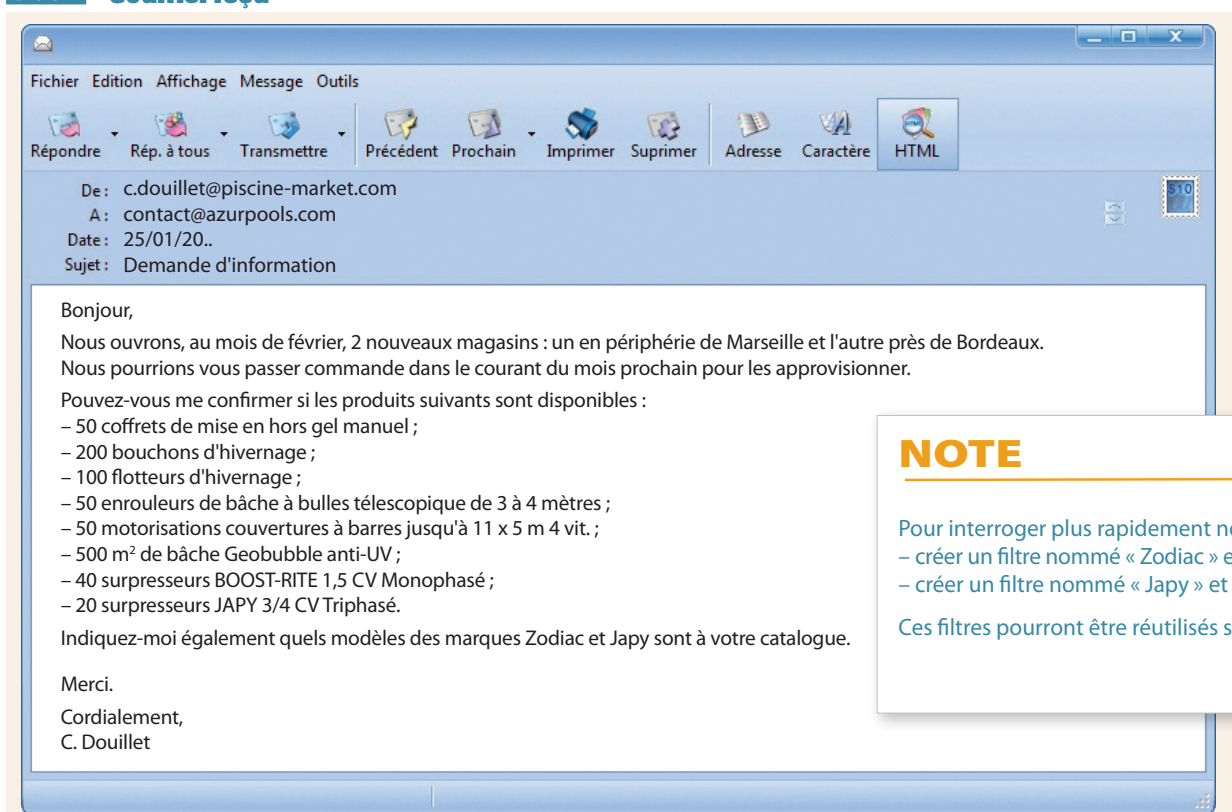 Fichier Edition Affichage Message Outils
Répondre Rép. à tous Transmettre Précédent Prochain Imprimer Suprimer Adresse Caractère HTML
De : c.douillet@piscine-market.com
A : contact@azurpools.com
Date : 25/01/20..
Sujet : Demande d'information
Bonjour,
Nous ouvrons, au mois de février, 2 nouveaux magasins : un en périphérie de Marseille et l'autre près de Bordeaux.
Nous pourrions vous passer commande dans le courant du mois prochain pour les approvisionner.
Pouvez-vous me confirmer si les produits suivants sont disponibles :
– 50 coffrets de mise en hors gel manuel ;
– 200 bouchons d'hivernage ;
– 100 flotteurs d'hivernage ;
– 50 enrouleurs de bâche à bulles télescopique de 3 à 4 mètres ;
– 50 motorisations couvertures à barres jusqu'à 11 x 5 m 4 vit. ;
– 500 m² de bâche Geobubble anti-UV ;
– 40 surpresseurs BOOST-RITE 1,5 CV Monophasé ;
– 20 surpresseurs JAPY 3/4 CV Triphasé.
Indiquez-moi également quels modèles des marques Zodiac et Japy sont à votre catalogue.
Merci.
Cordialement,
C. Douillet
NOTE
Pour interroger plus rapidement
– créer un filtre nommé « Zodiac »
– créer un filtre nommé « Japy » et
Ces filtres pourront être réutilisés